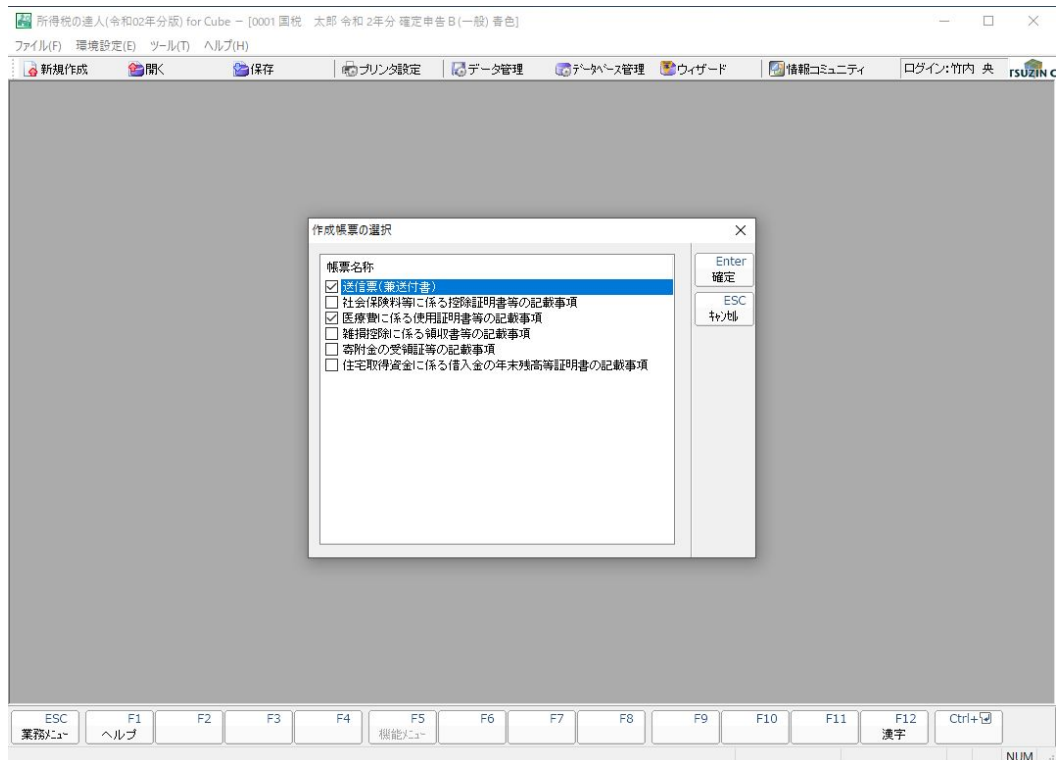 所得税の達人(令和02年分版) for Cube - [0001 国税　太郎 令和 2年分 確定申告B(一般) 青色]
ファイル(F) 環境設定(E) ツール(T) ヘルプ(H)
新規作成 開く 保存 プリンタ設定 データ管理 データベース管理 ウィザード 情報コミュニティ ログイン:竹内 央 TSUZIN C
作成帳票の選択
帳票名称
送信票(兼送付書)
社会保険料等に係る控除証明書等の記載事項
医療費に係る使用証明書等の記載事項
雑損控除に係る領収書等の記載事項
寄附金の受領証等の記載事項
住宅取得資金に係る借入金の年末残高等証明書の記載事項
Enter
確定
ESC
キャンセル
ESC F1 F2 F3 F4 F5 F6 F7 F8 F9 F10 F11 F12 Ctrl+
業務メニュー ヘルプ 機能メニュー 漢字
NUM